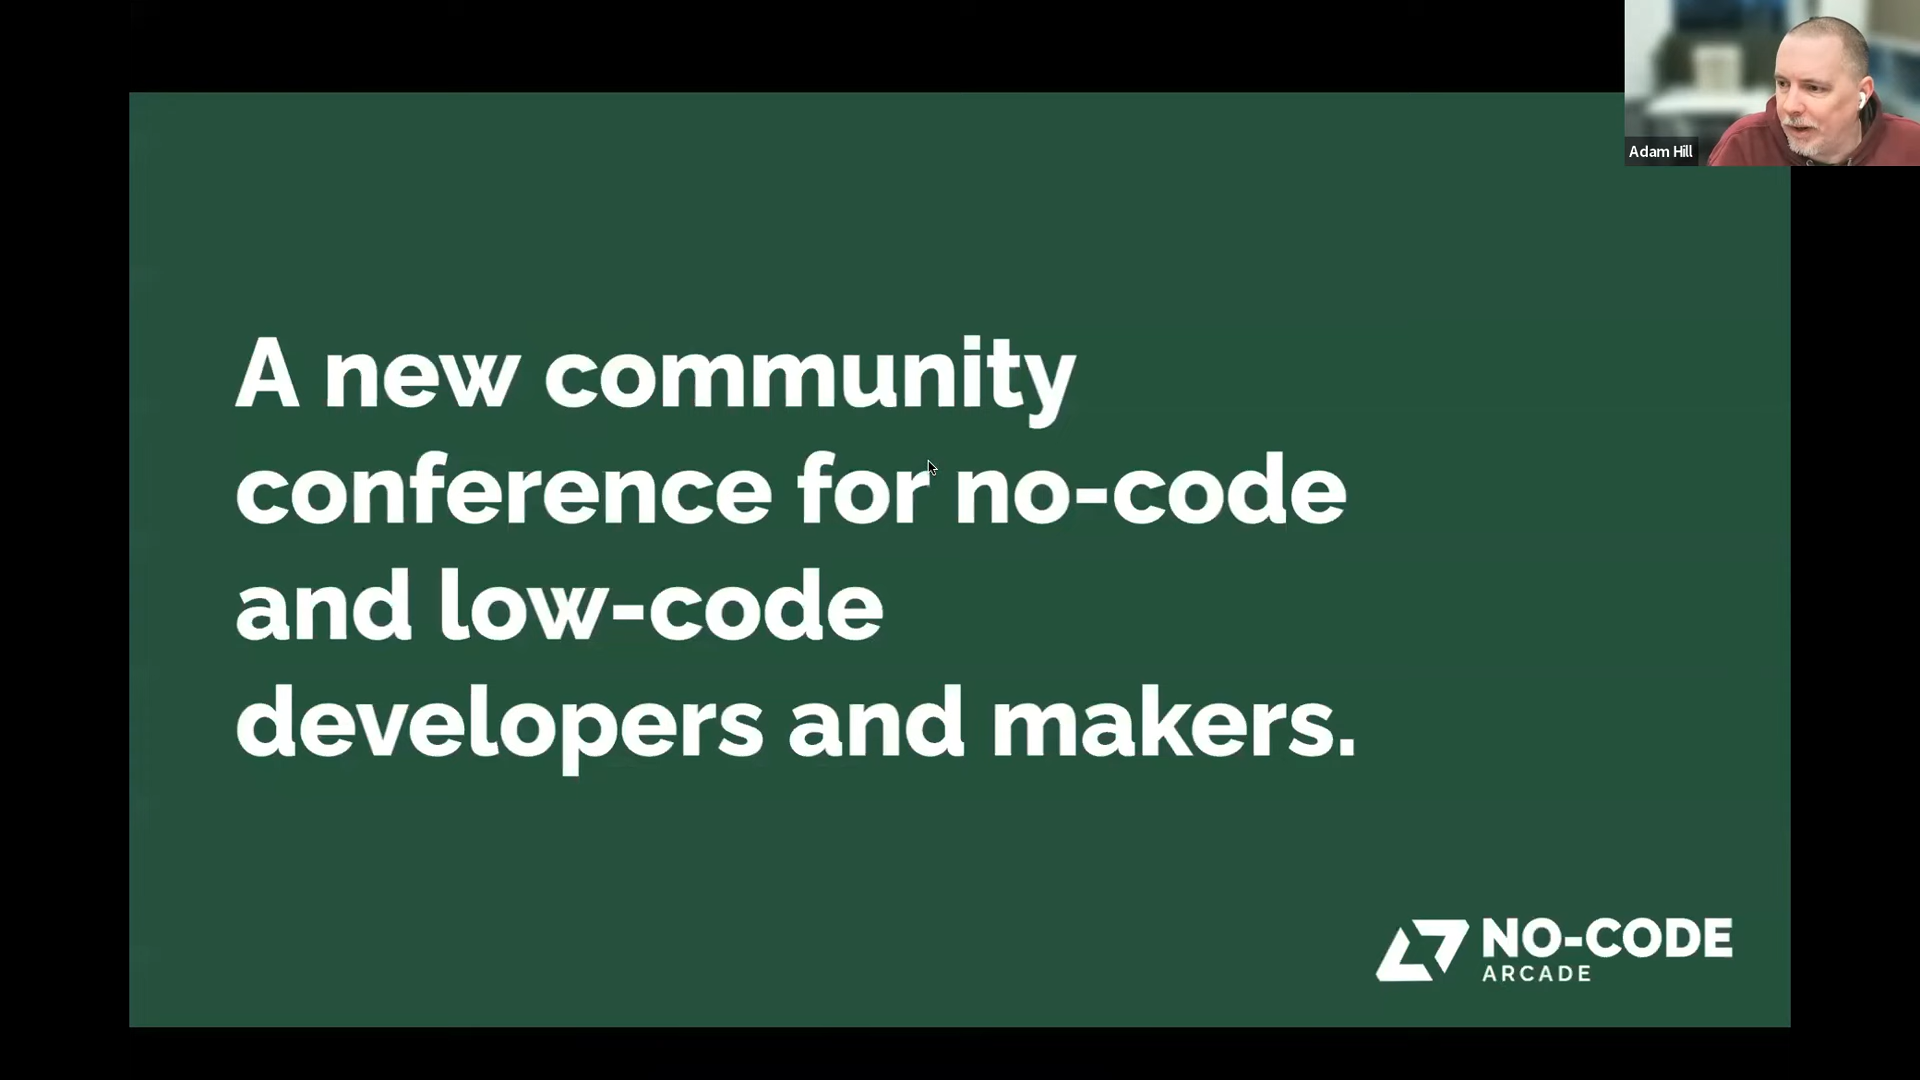 Adam Hill
A new community
conference for no-code
and low-code
developers and makers.
NO-CODE
ARCADE